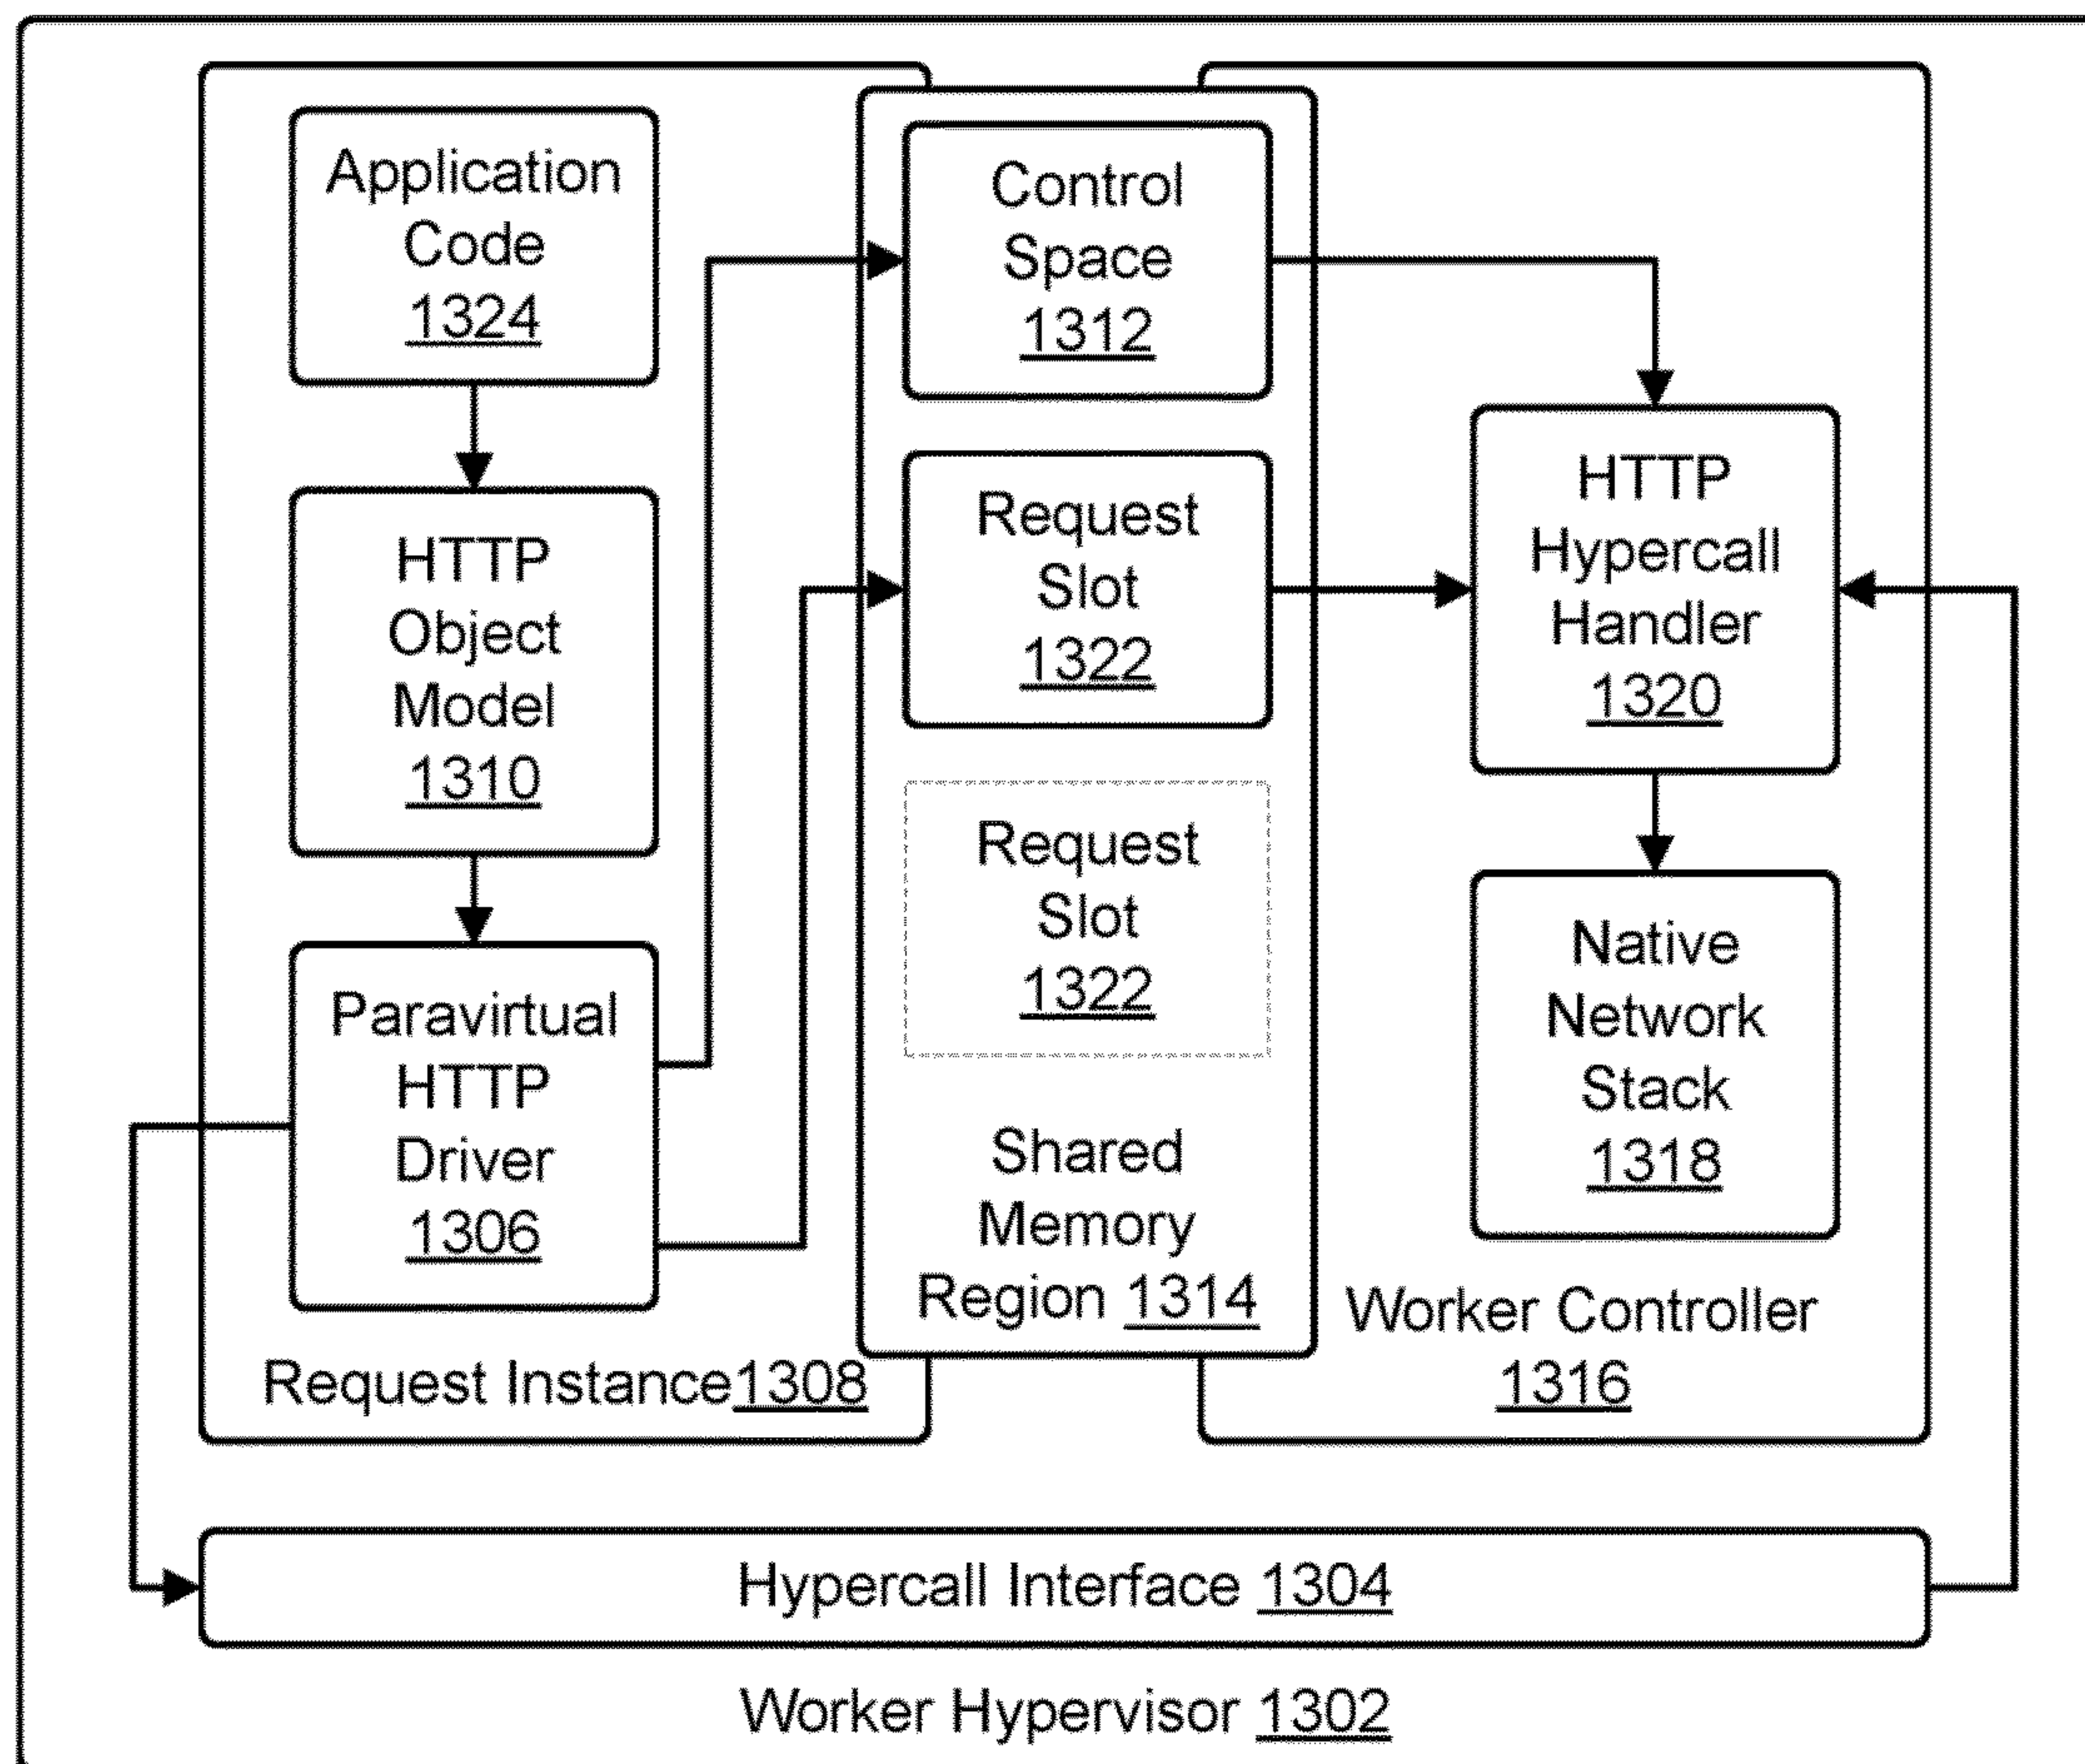 Application
Code
1324
HTTP
Object
Model
1310
Paravirtual
HTTP
Driver
1306
Request Instance1308
Control
Space
1312
Request
Slot
1322
Request
Slot
1322
Shared
Memory
Region 1314
HTTP
Hypercall
Handler
1320
Native
Network
Stack
1318
Worker Controller
1316
Hypercall Interface 1304
Worker Hypervisor 1302